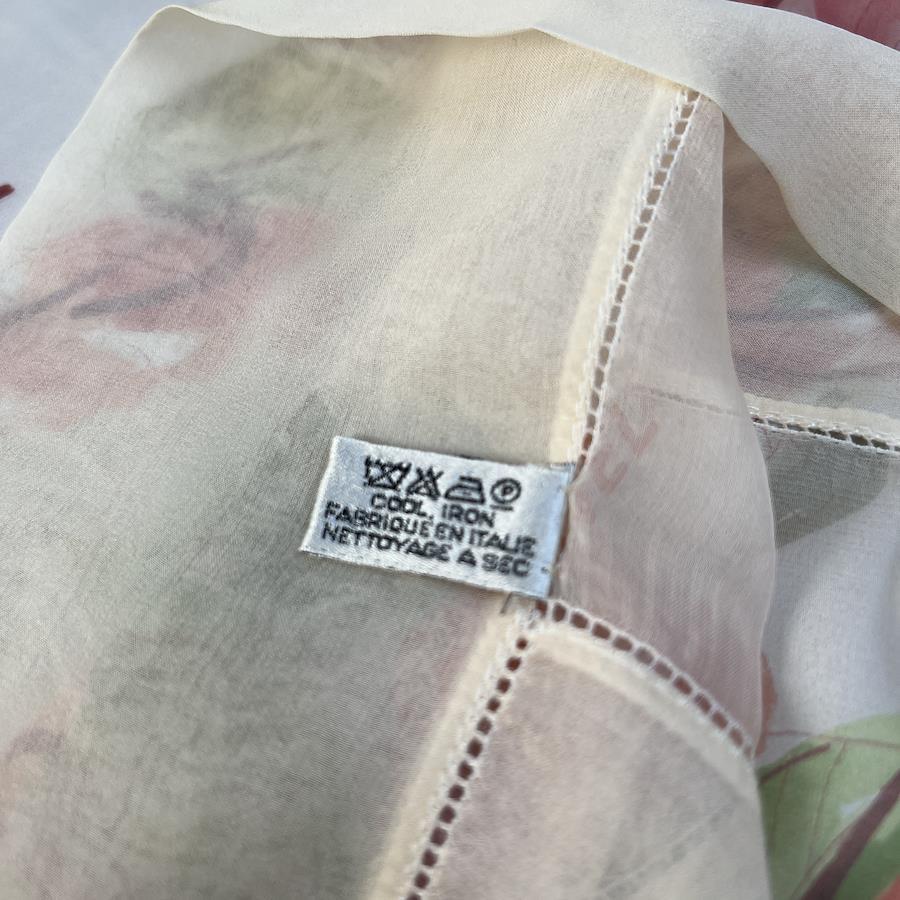 P
COOL. IRON
FABRIQUE EN ITALIE
NETTOYAGE A SEC